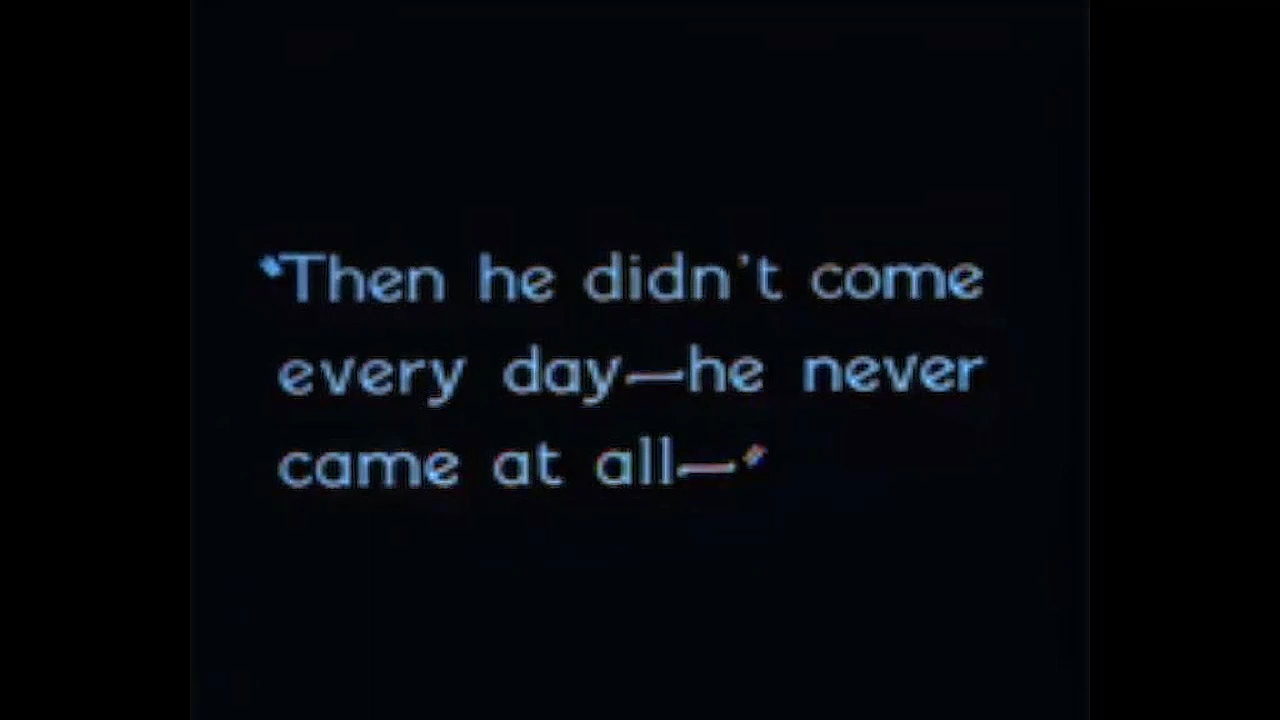 "Then he didn't come
every day—he never
came at all—"